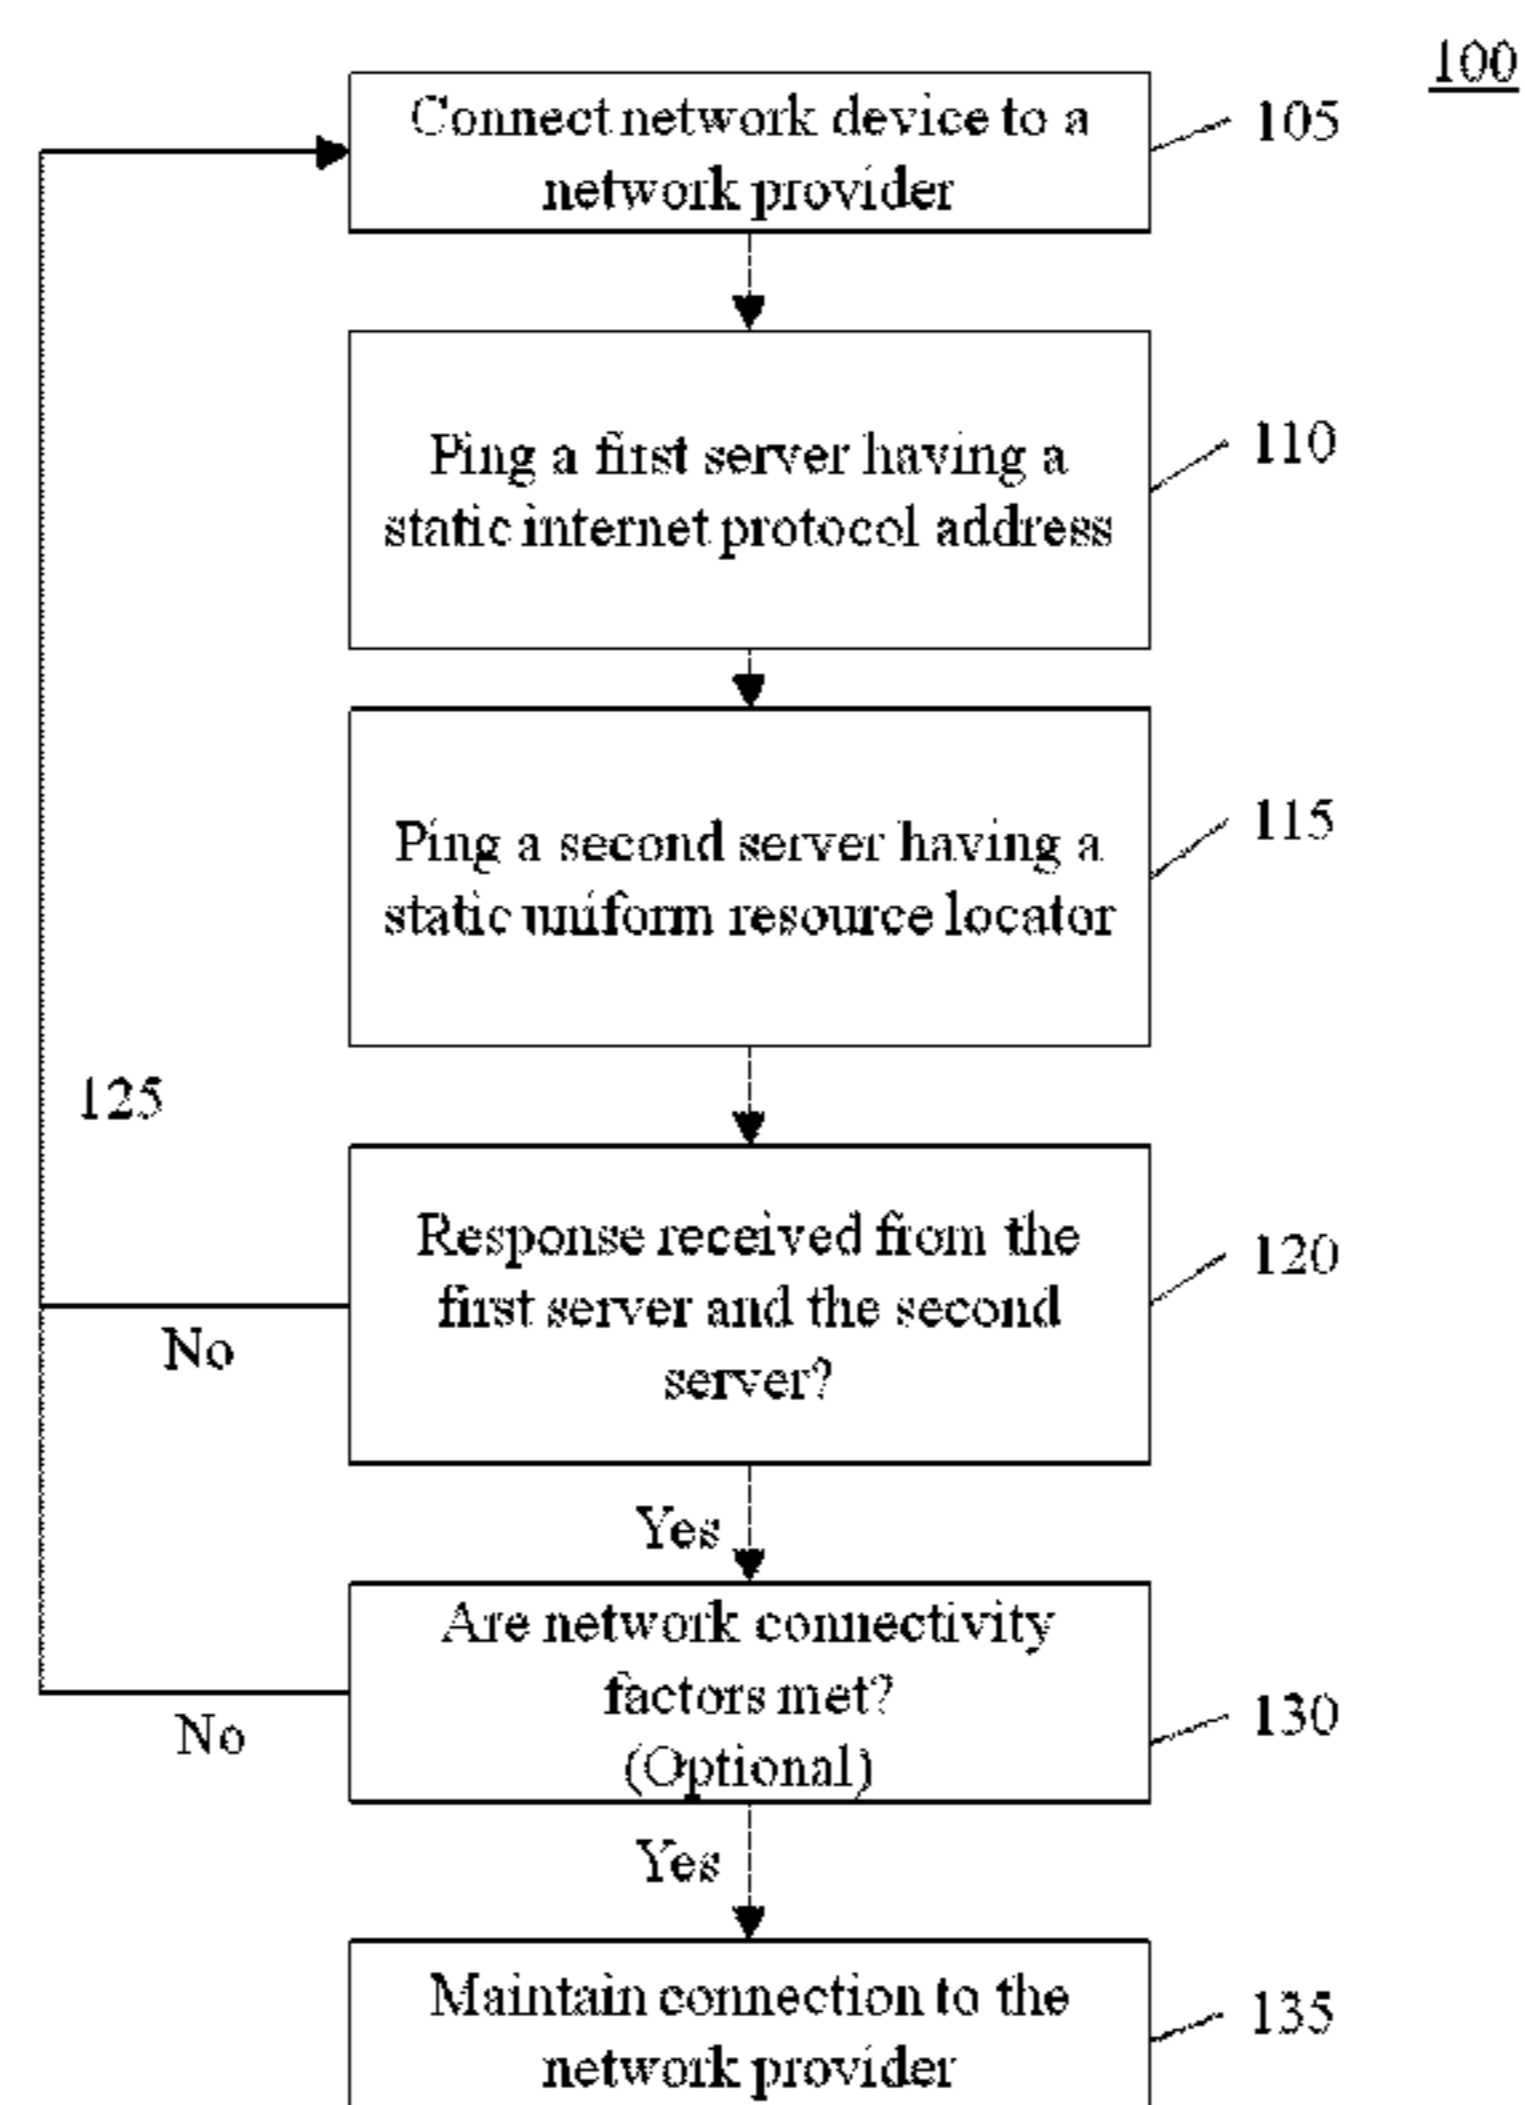 100
Connect network device to a
network provider
105
Ping a first server having a
static internet protocol address
110
Ping a second server having a
static uniform resource locator
115
125
Response received from the
first server and the second
server?
120
No
Yes
Are network connectivity
factors met?
(Optional)
130
No
Yes
Maintain connection to the
network provider
135